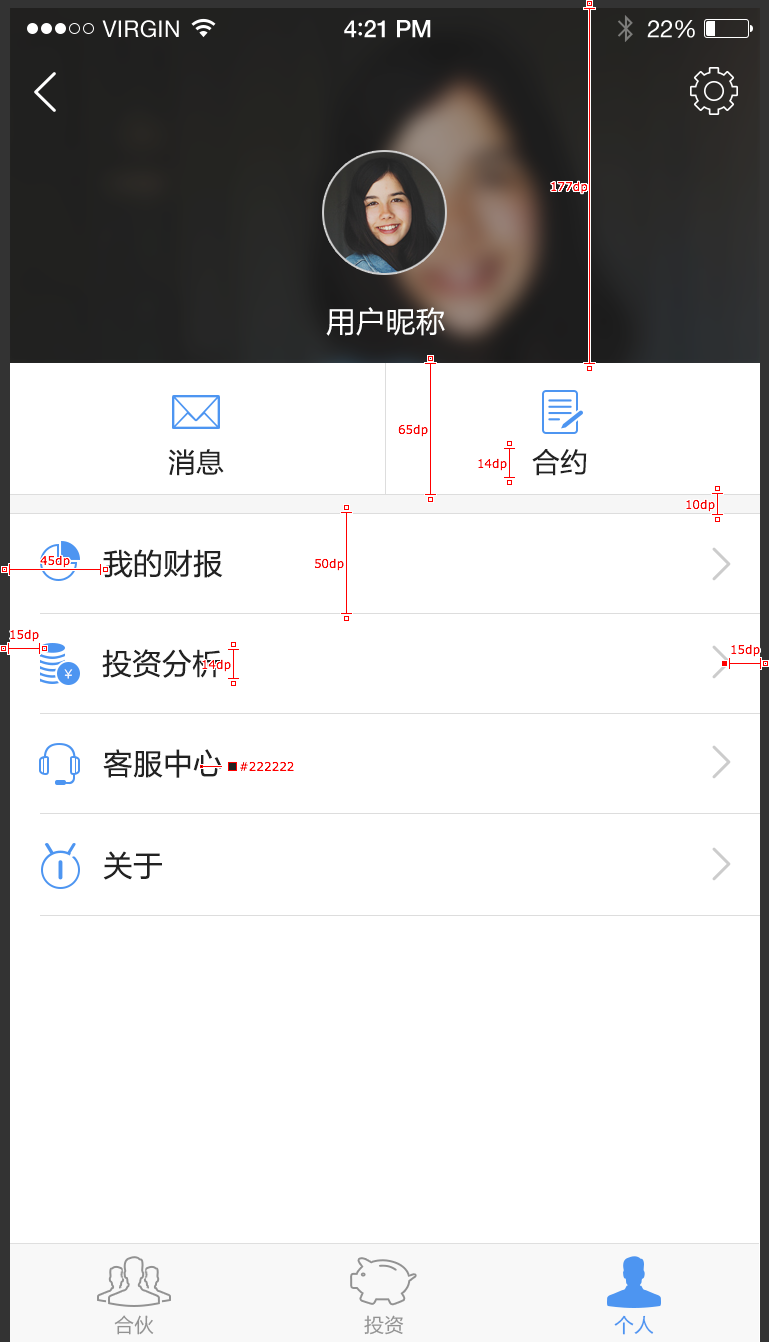 VIRGIN 4:21 PM 22%
177dp
用户昵称
65dp
消息 14dp 合约
10dp
45dp 我的财报 50dp
15dp 投资分析 14dp 15dp
¥
客服中心 #222222
关于
合伙 投资 个人